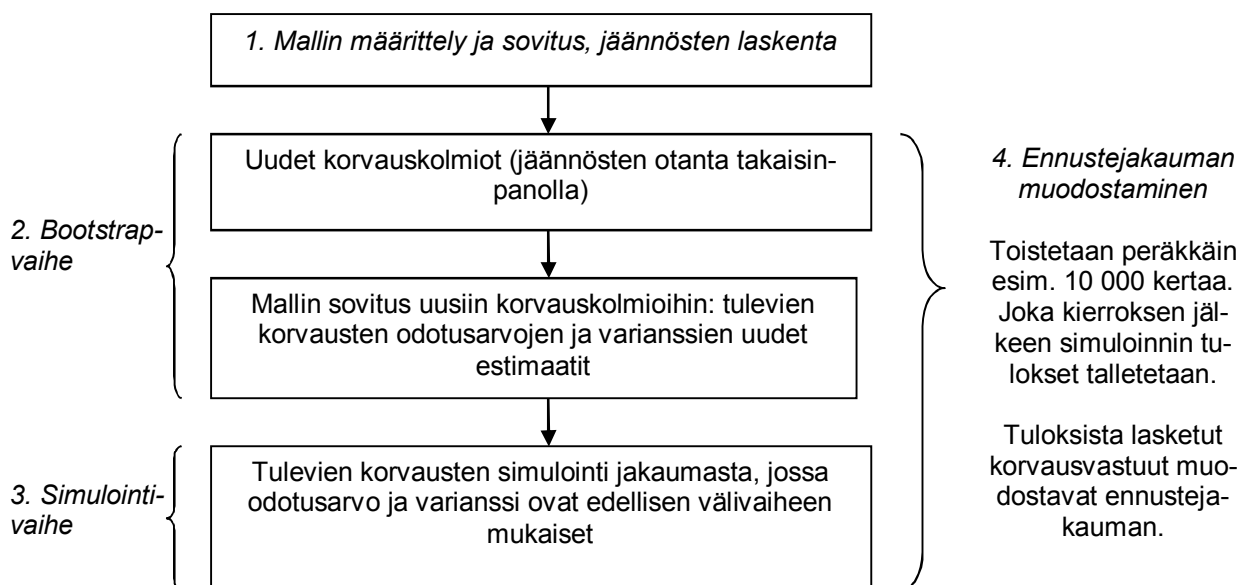 1. Mallin määrittely ja sovitus, jäännösten laskenta
2. Bootstrap-
vaihe
Uudet korvauskolmiot (jäännösten otanta takaisin-
panolla)
Mallin sovitus uusiin korvauskolmioihin: tulevien
korvausten odotusarvojen ja varianssien uudet
estimaatit
3. Simulointi-
vaihe
Tulevien korvausten simulointi jakaumasta, jossa
odotusarvo ja varianssi ovat edellisen välivaiheen
mukaiset
4. Ennustejakauman
muodostaminen
Toistetaan peräkkäin
esim. 10 000 kertaa.
Joka kierroksen jäl-
keen simuloinnin tu-
lokset talletetaan.
Tuloksista lasketut
korvausvastuut muo-
dostavat ennusteja-
kauman.